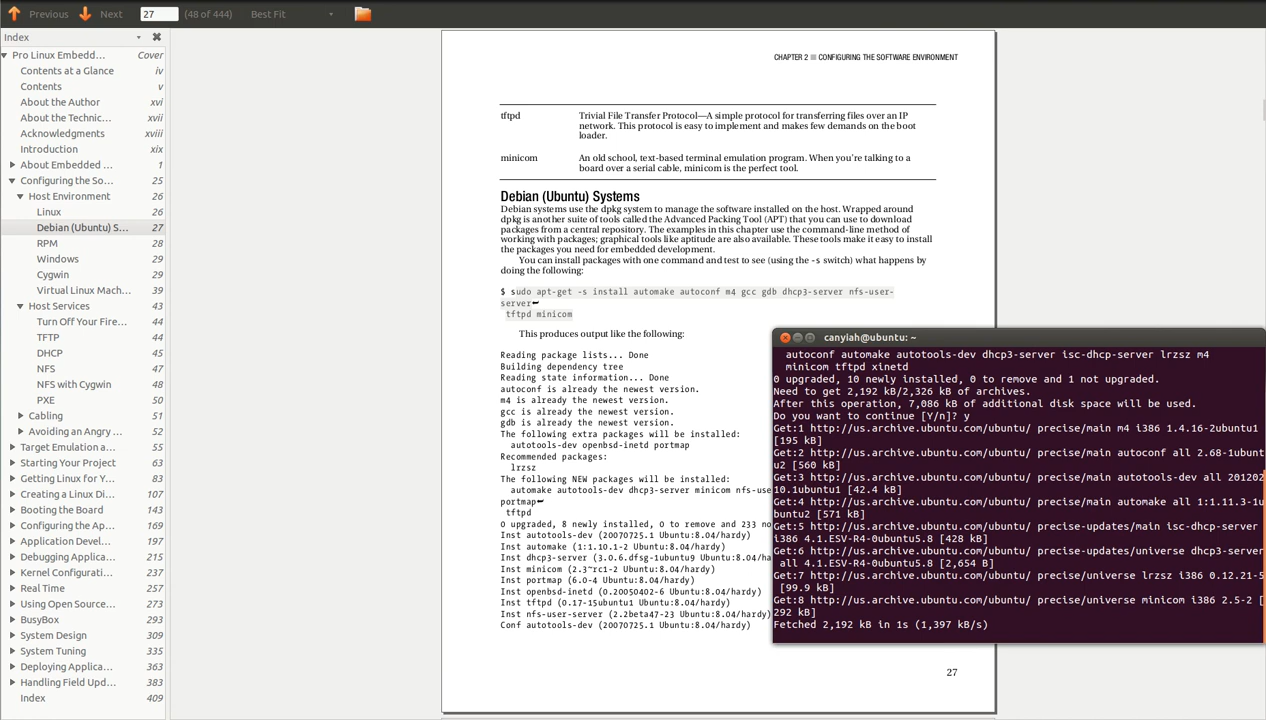 Previous Next 27 (48 of 444) Best Fit
Index
Pro Linux Embedd... Cover
Contents at a Glance iv
Contents v
About the Author xvi
About the Technic... xvii
Acknowledgments xviii
Introduction xix
About Embedded ... 1
Configuring the So... 25
Host Environment 26
Linux 26
Debian (Ubuntu) S... 27
RPM 28
Windows 29
Cygwin 29
Virtual Linux Mach... 39
Host Services 44
Turn Off Your Fire... 44
TFTP 44
DHCP 45
NFS 47
NFS with Cygwin 48
PXE 50
Cabling 51
Avoiding an Angry ... 52
Target Emulation a... 55
Starting Your Project 63
Getting Linux for Y... 83
Creating a Linux Di... 107
Booting the Board 143
Configuring the Ap... 169
Application Devel... 197
Debugging Applica... 215
Kernel Configurati... 237
Real Time 257
Using Open Source... 273
BusyBox 293
System Design 309
System Tuning 335
Deploying Applica... 363
Handling Field Upd... 383
Index 409
CHAPTER 2 ■ CONFIGURING THE SOFTWARE ENVIRONMENT
tftpd Trivial File Transfer Protocol—A simple protocol for transferring files over an IP
network. This protocol is easy to implement and makes few demands on the boot
loader.
minicom An old school, text-based terminal emulation program. When you're talking to a
board over a serial cable, minicom is the perfect tool.
Debian (Ubuntu) Systems
Debian systems use the dpkg system to manage the software installed on the host. Wrapped around
dpkg is another suite of tools called the Advanced Packing Tool (APT) that you can use to download
packages from a central repository. The examples in this chapter use the command-line method of
working with packages; graphical tools like aptitude are also available. These tools make it easy to install
the packages you need for embedded development.
You can install packages with one command and test to see (using the -s switch) what happens by
doing the following:
$ sudo apt-get -s install automake autoconf m4 gcc gdb dhcp3-server nfs-user-
server
tftpd minicom
This produces output like the following:
Reading package lists... Done
Building dependency tree
Reading state information... Done
autoconf is already the newest version.
m4 is already the newest version.
gcc is already the newest version.
gdb is already the newest version.
The following extra packages will be installed:
autotools-dev openbsd-inetd portmap
Recommended packages:
lrzsz
The following NEW packages will be installed:
automake autotools-dev dhcp3-server minicom nfs-use
portmap
tftpd
0 upgraded, 8 newly installed, 0 to remove and 233 no
Inst autotools-dev (20070725.1 Ubuntu:8.04/hardy)
Inst automake (1:1.10.1-2 Ubuntu:8.04/hardy)
Inst dhcp3-server (3.0.6.dfsg-1ubuntu9 Ubuntu:8.04/ha
Inst minicom (2.3~rc1-2 Ubuntu:8.04/hardy)
Inst portmap (6.0-4 Ubuntu:8.04/hardy)
Inst openbsd-inetd (0.20050402-6 Ubuntu:8.04/hardy)
Inst tftpd (0.17-15ubuntu1 Ubuntu:8.04/hardy)
Inst nfs-user-server (2.2beta47-23 Ubuntu:8.04/hardy)
Conf autotools-dev (20070725.1 Ubuntu:8.04/hardy)
27
canyiah@ubuntu: ~
autoconf automake autotools-dev dhcp3-server isc-dhcp-server lrzsz m4
minicom tftpd xinetd
0 upgraded, 10 newly installed, 0 to remove and 1 not upgraded.
Need to get 2,192 kB/2,326 kB of archives.
After this operation, 7,086 kB of additional disk space will be used.
Do you want to continue [Y/n]? y
Get:1 http://us.archive.ubuntu.com/ubuntu/ precise/main m4 i386 1.4.16-2ubuntu1
[195 kB]
Get:2 http://us.archive.ubuntu.com/ubuntu/ precise/main autoconf all 2.68-1ubunt
u2 [560 kB]
Get:3 http://us.archive.ubuntu.com/ubuntu/ precise/main autotools-dev all 201202
10.1ubuntu1 [42.4 kB]
Get:4 http://us.archive.ubuntu.com/ubuntu/ precise/main automake all 1:1.11.3-1u
buntu2 [571 kB]
Get:5 http://us.archive.ubuntu.com/ubuntu/ precise-updates/main isc-dhcp-server
i386 4.1.ESV-R4-0ubuntu5.8 [428 kB]
Get:6 http://us.archive.ubuntu.com/ubuntu/ precise-updates/universe dhcp3-server
all 4.1.ESV-R4-0ubuntu5.8 [2,654 B]
Get:7 http://us.archive.ubuntu.com/ubuntu/ precise/universe lrzsz i386 0.12.21-5
[99.9 kB]
Get:8 http://us.archive.ubuntu.com/ubuntu/ precise/universe minicom i386 2.5-2 [
292 kB]
Fetched 2,192 kB in 1s (1,397 kB/s)